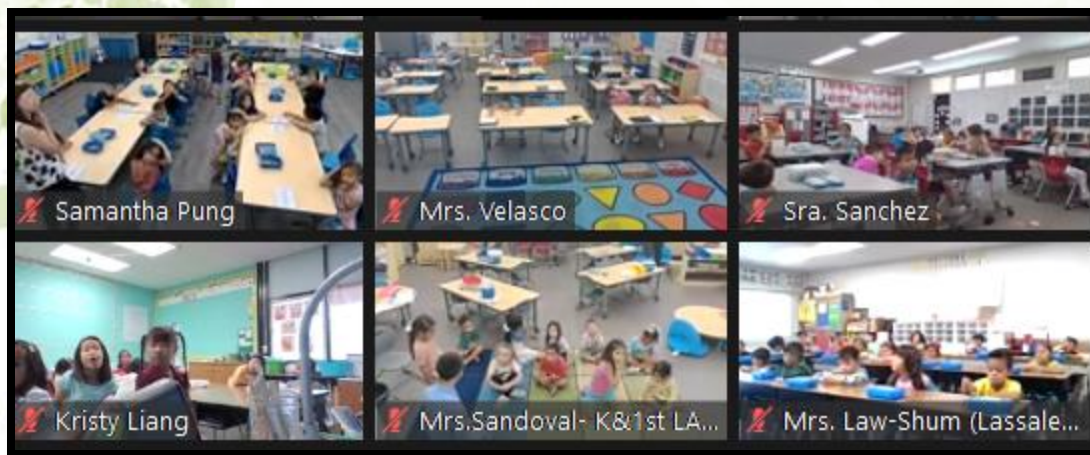 Samantha Pung
Mrs. Velasco
Sra. Sanchez
Kristy Liang
Mrs.Sandoval- K&1st LA...
Mrs. Law-Shum (Lassale...